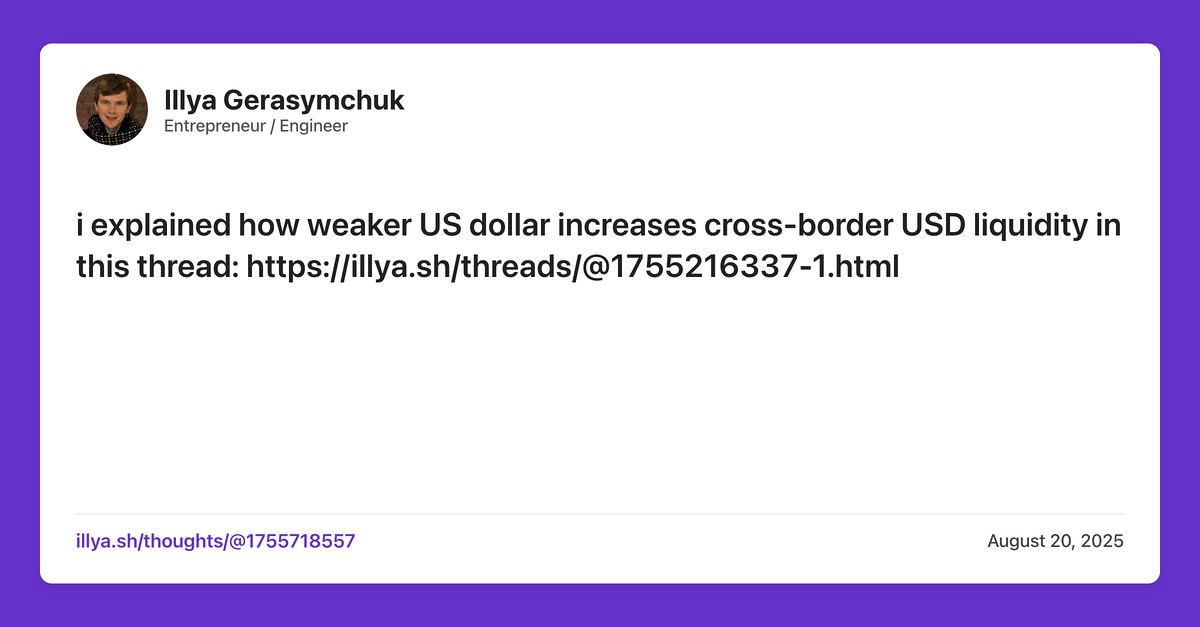 Illya Gerasymchuk
Entrepreneur / Engineer
i explained how weaker US dollar increases cross-border USD liquidity in
this thread: https://illya.sh/threads/@1755216337-1.html
illya.sh/thoughts/@1755718557
August 20, 2025